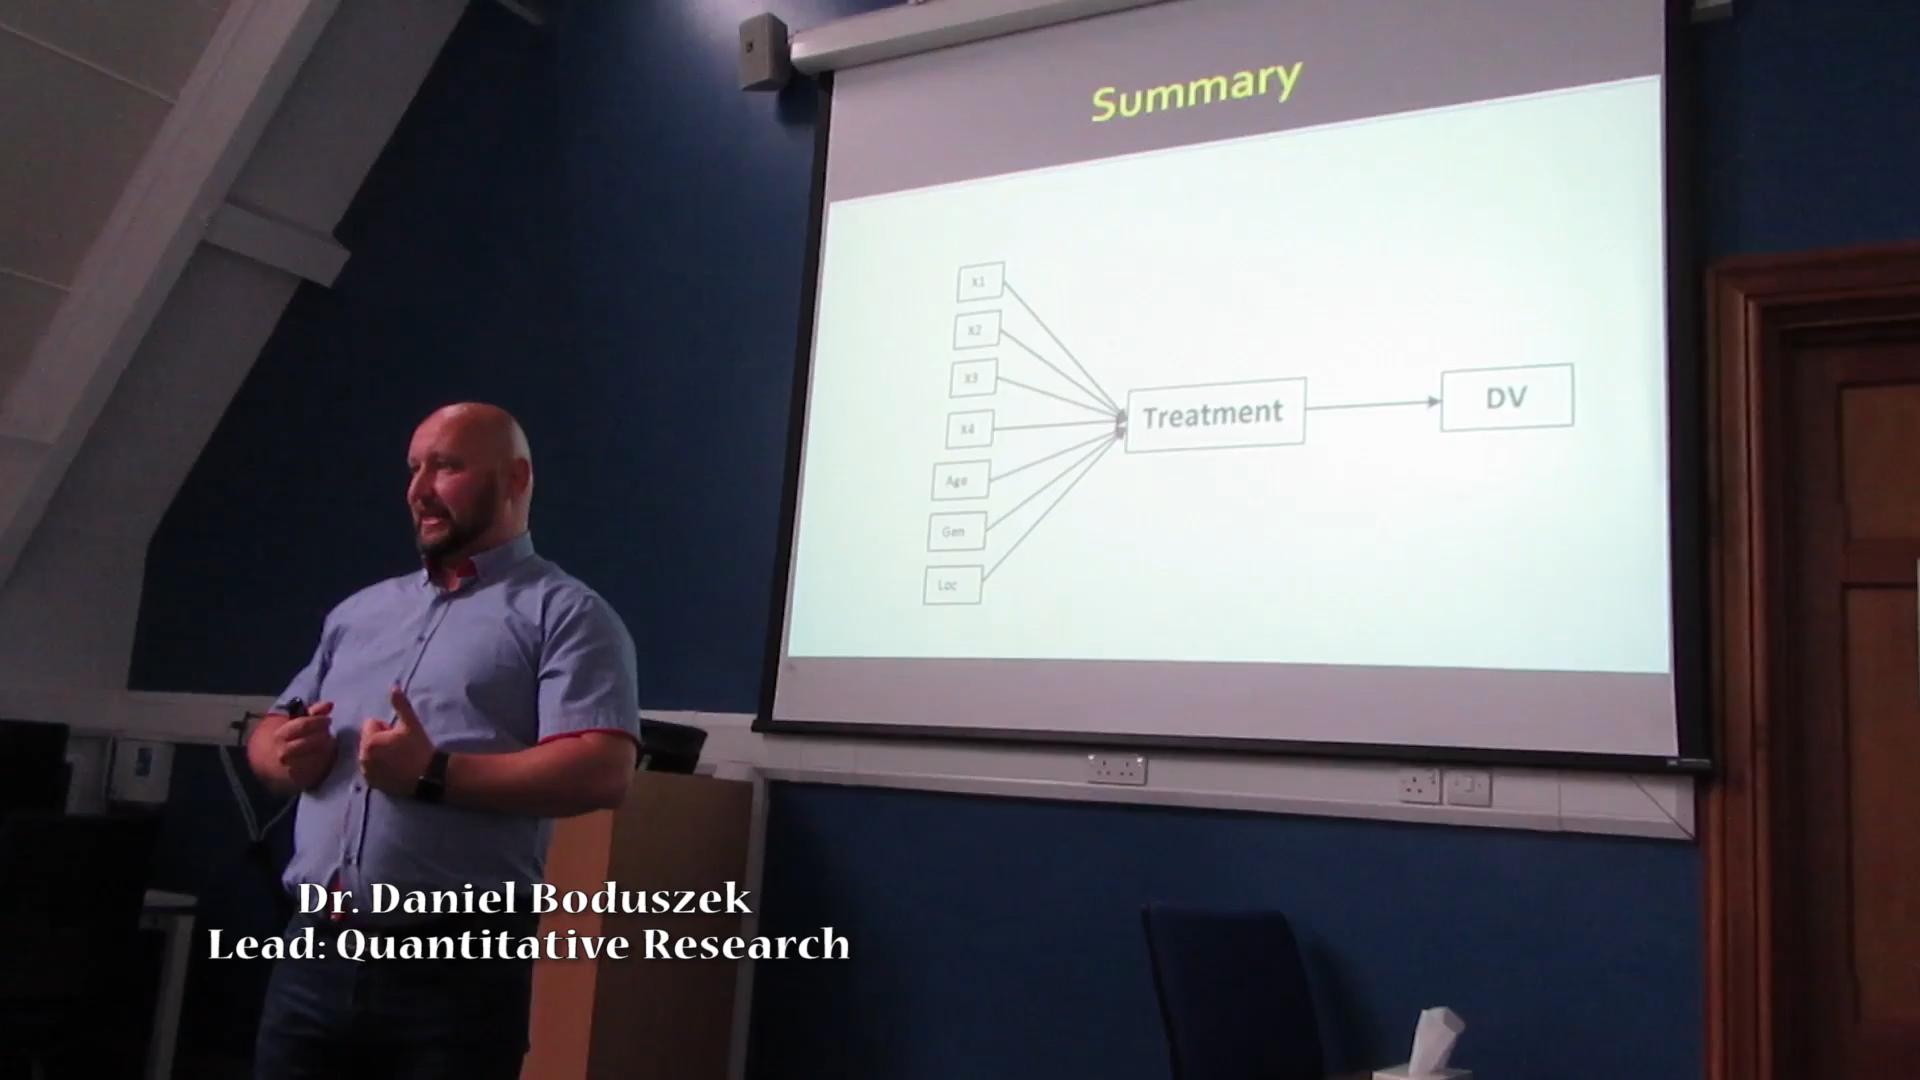 Summary
X1
X2
X3
X4
Age
Gen
Loc
Treatment
DV
Dr. Daniel Boduszek
Lead: Quantitative Research